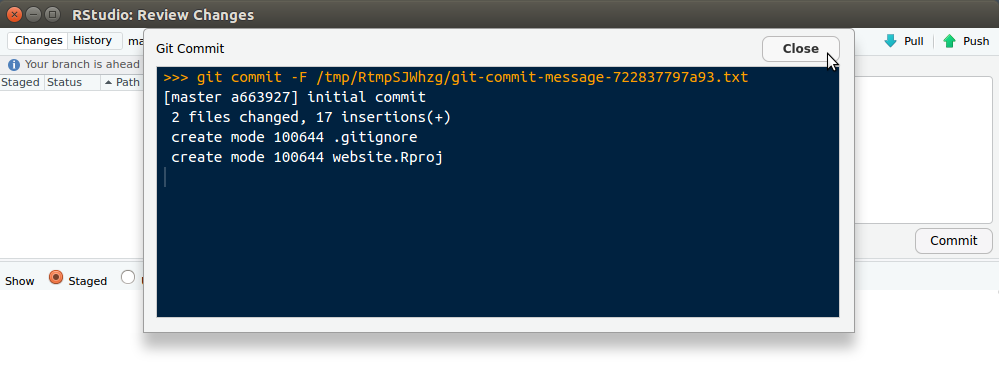 RStudio: Review Changes
Changes History Pull Push
Git Commit Close
Your branch is ahead
Staged Status Path
>>> git commit -F /tmp/RtmpSJWhzg/git-commit-message-722837797a93.txt
[master a663927] initial commit
2 files changed, 17 insertions(+)
create mode 100644 .gitignore
create mode 100644 website.Rproj
Commit
Show Staged